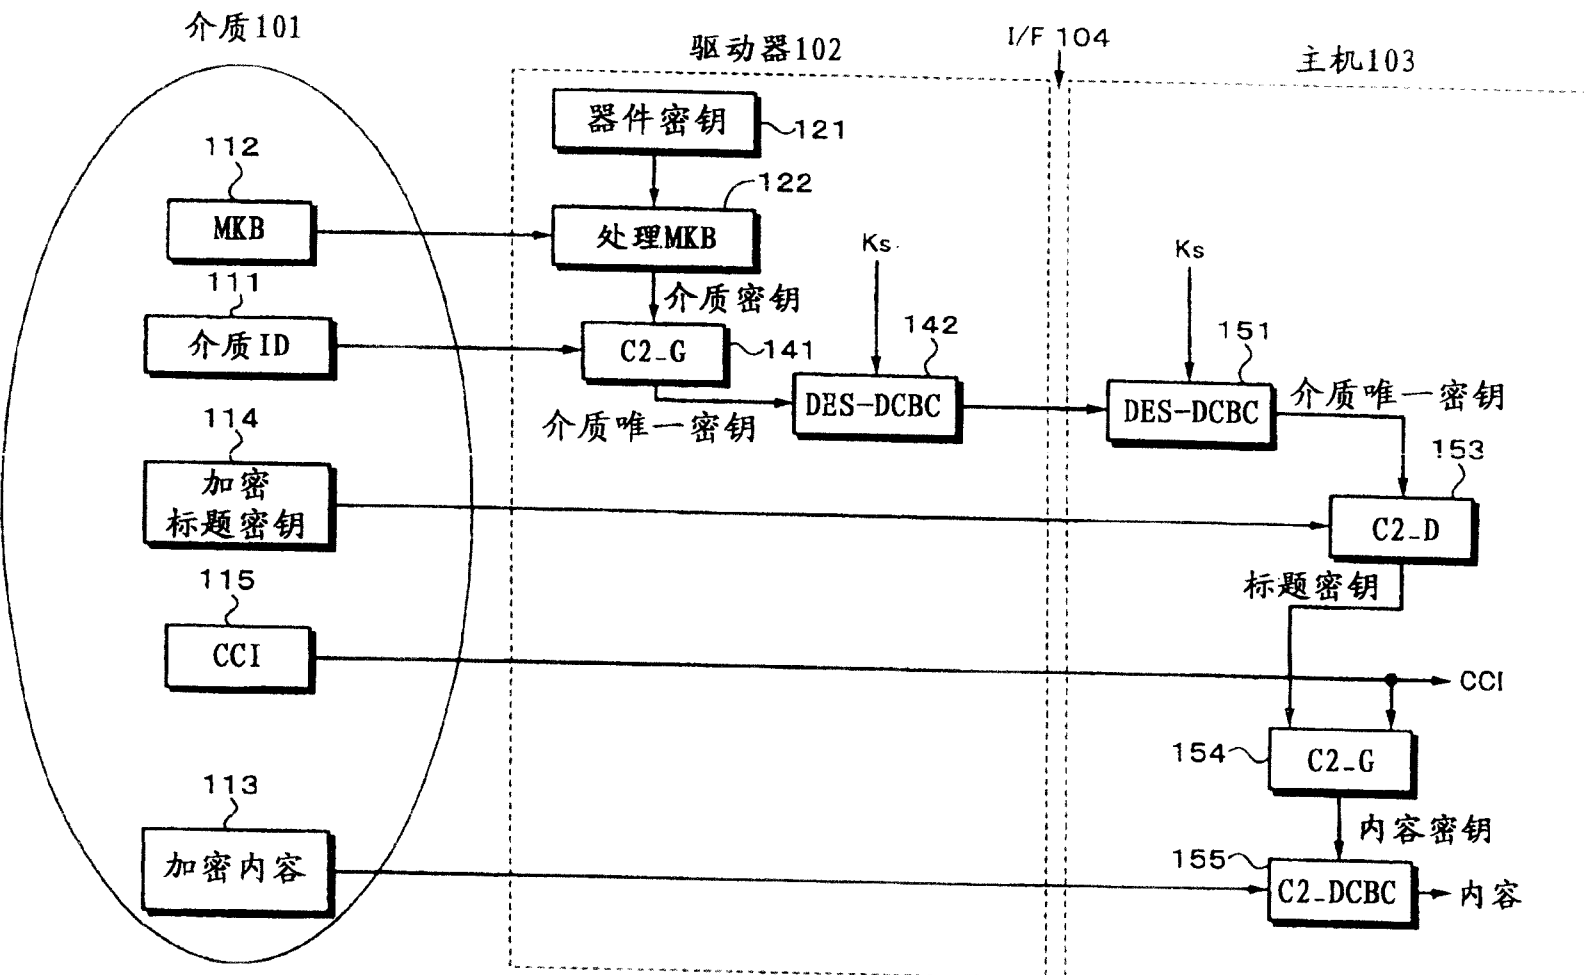 介质101
驱动器102
I/F 104
主机103
器件密钥
121
112
122
MKB
处理MKB
Ks
Ks
111
介质密钥
介质ID
C2_G
141
142
151
DES-DCBC
DES-DCBC
介质唯一密钥
介质唯一密钥
114
153
加密
标题密钥
C2_D
115
标题密钥
CCI
CCI
154
C2_G
113
内容密钥
155
加密内容
C2_DCBC
内容